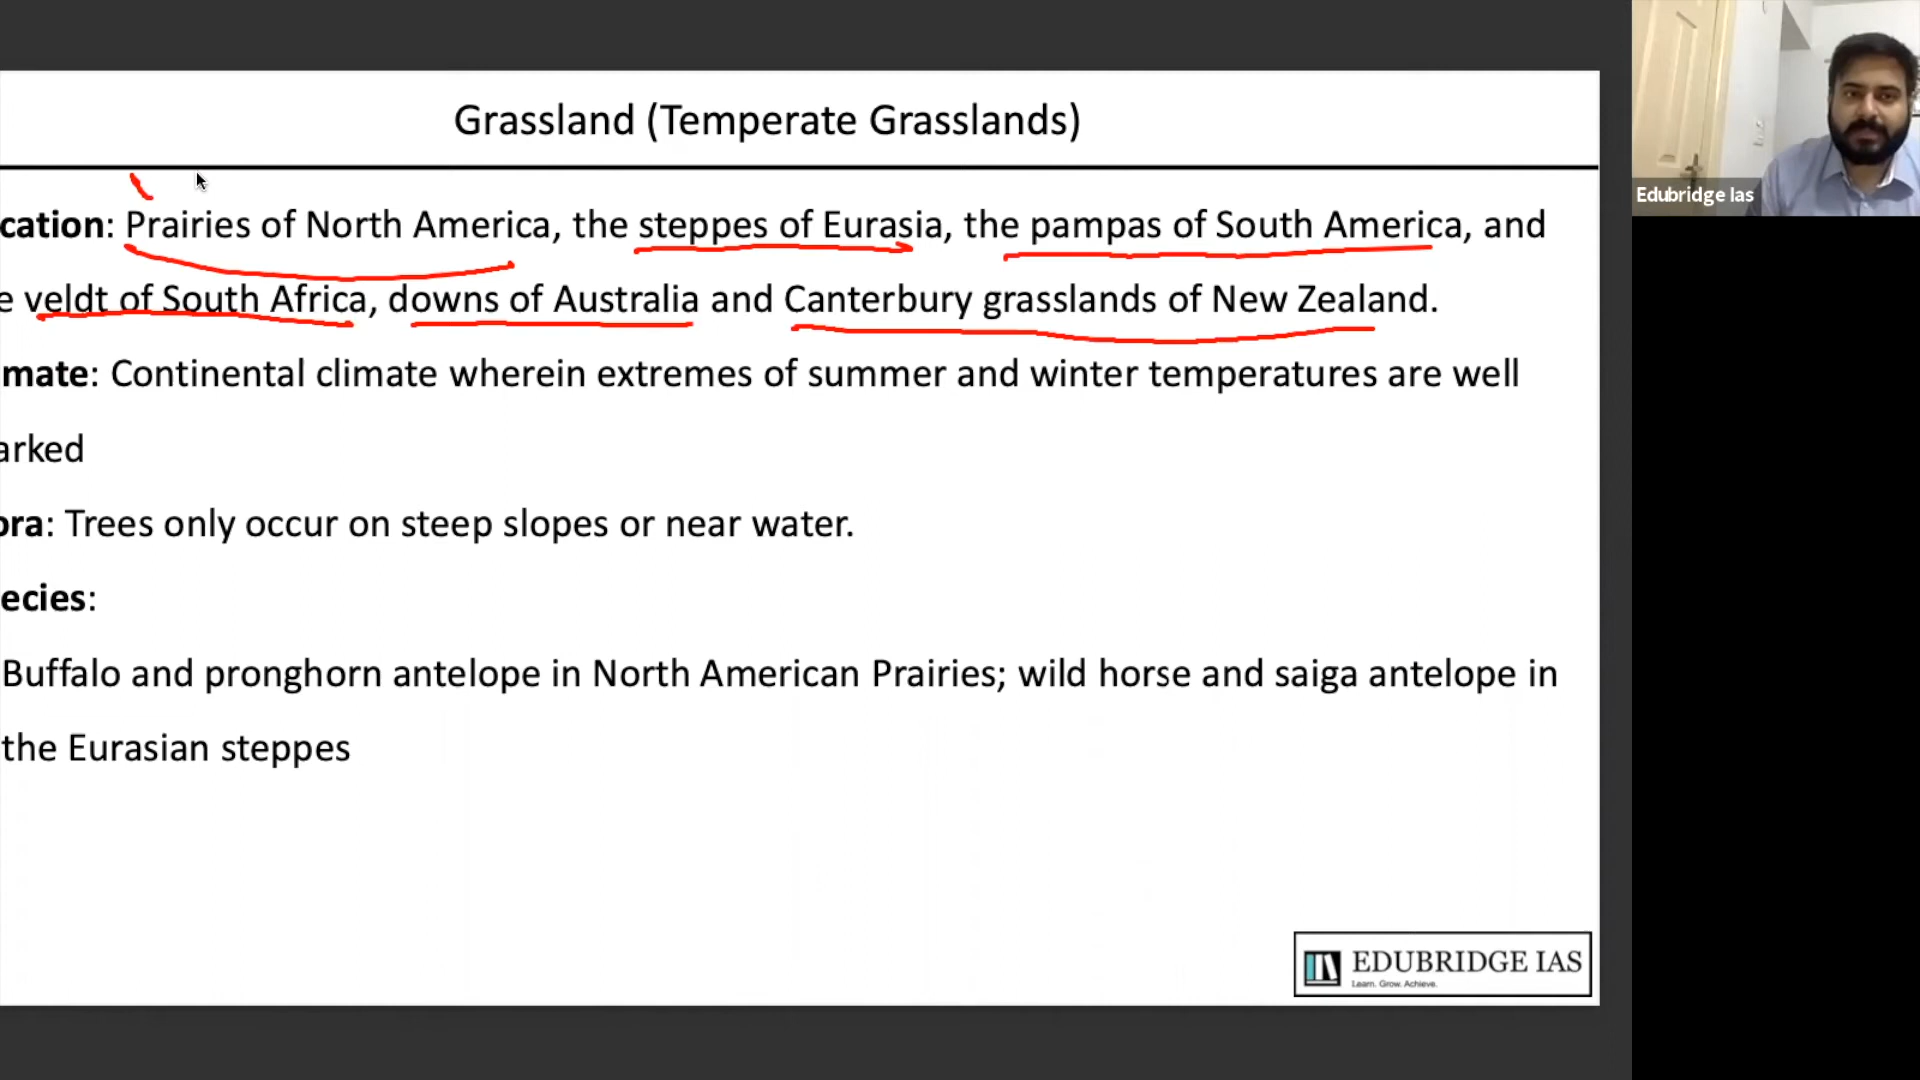 Grassland (Temperate Grasslands)
cation: Prairies of North America, the steppes of Eurasia, the pampas of South America, and
e veldt of South Africa, downs of Australia and Canterbury grasslands of New Zealand.
mate: Continental climate wherein extremes of summer and winter temperatures are well
arked
ora: Trees only occur on steep slopes or near water.
ecies:
Buffalo and pronghorn antelope in North American Prairies; wild horse and saiga antelope in
the Eurasian steppes
EDUBRIDGE IAS
Learn. Grow. Achieve.
Edubridge Ias